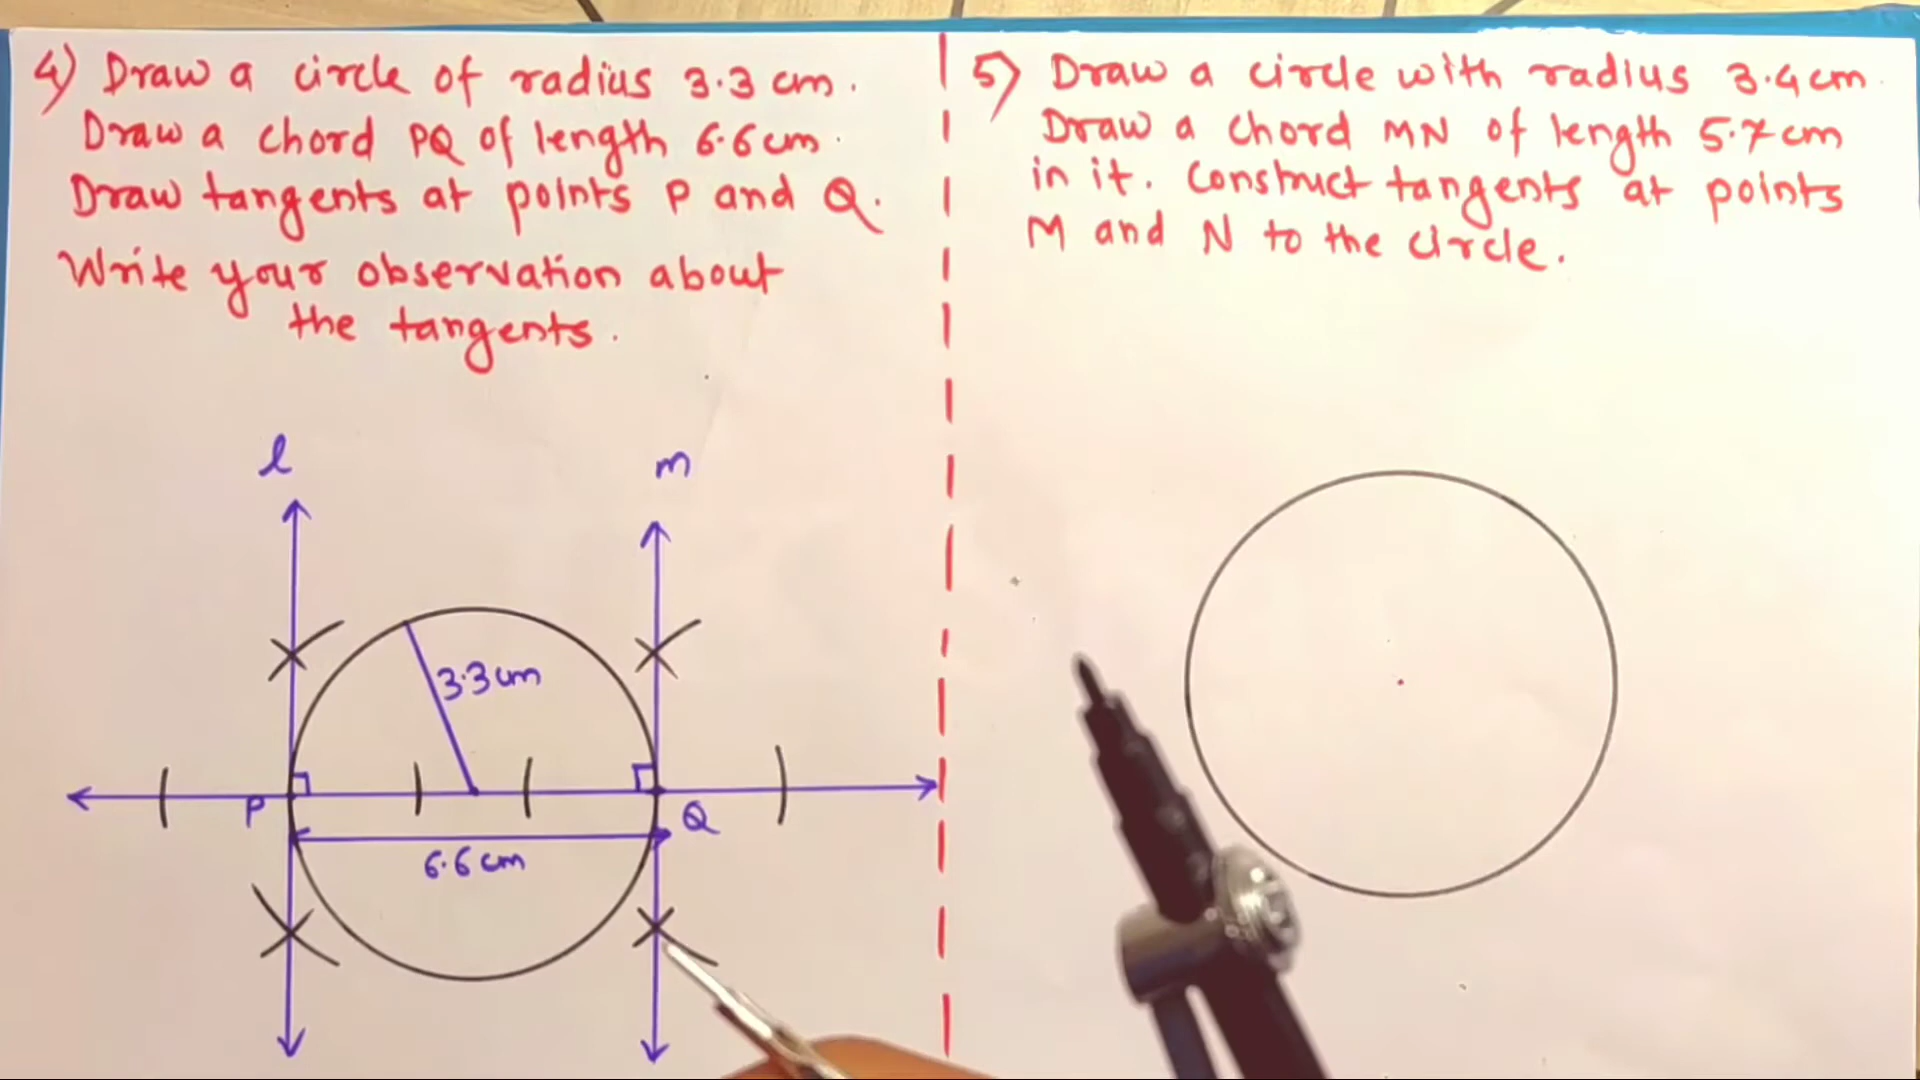 4) Draw a circle of radius 3.3 cm.
Draw a chord PQ of length 6.6 cm.
Draw tangents at points P and Q.
Write your observation about
the tangents.
5) Draw a circle with radius 3.4 cm.
Draw a chord MN of length 5.7 cm
in it. Construct tangents at points
M and N to the circle.
l
m
3.3 cm
P
Q
6.6 cm